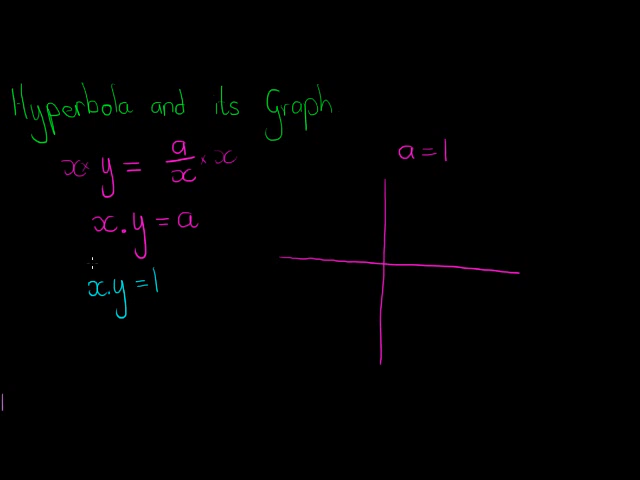 Hyperbola and its Graph
x× y = a/x × x
a = 1
x . y = a
x.y = 1